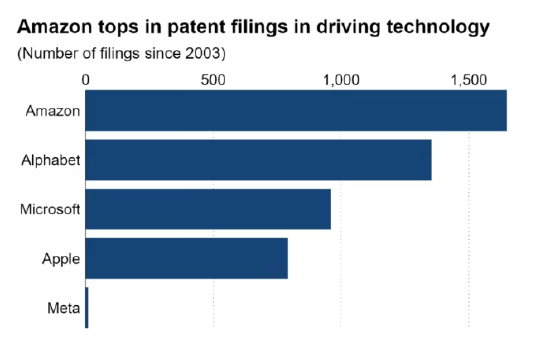 Amazon tops in patent filings in driving technology
(Number of filings since 2003)
0 500 1,000 1,500
Amazon
Alphabet
Microsoft
Apple
Meta